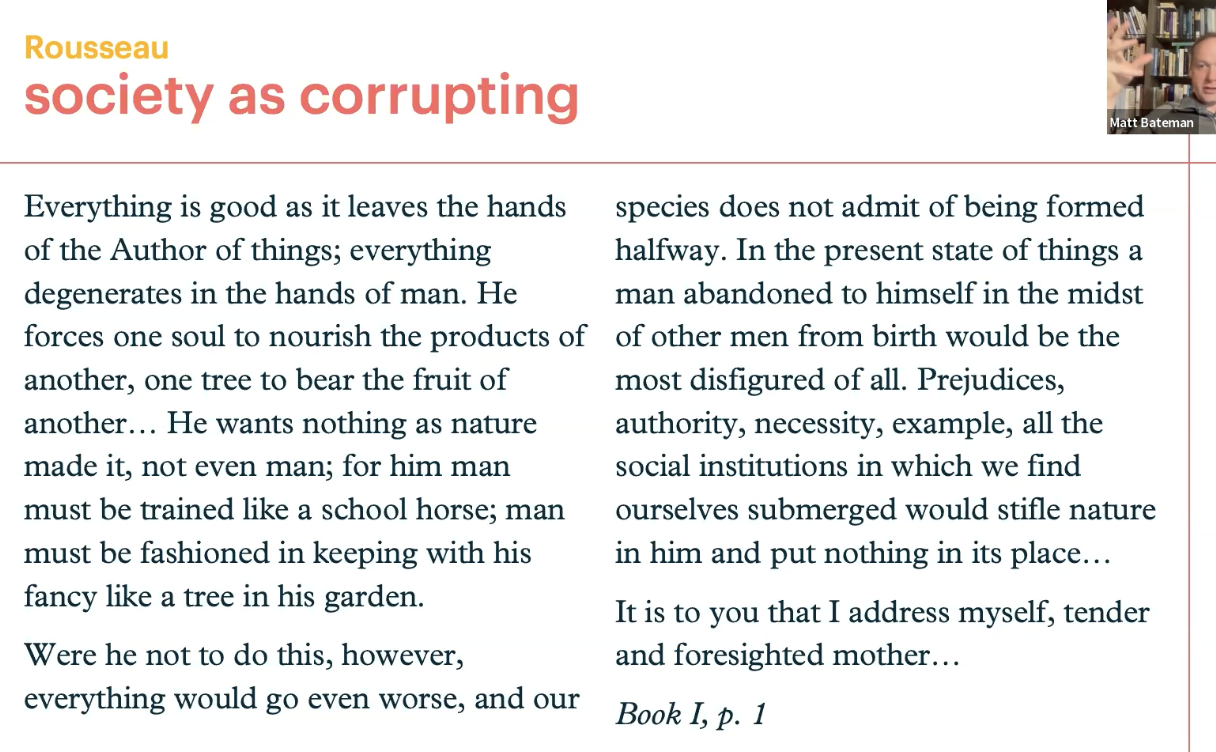 Rousseau
society as corrupting
Matt Bateman
Everything is good as it leaves the hands
of the Author of things; everything
degenerates in the hands of man. He
forces one soul to nourish the products of
another, one tree to bear the fruit of
another… He wants nothing as nature
made it, not even man; for him man
must be trained like a school horse; man
must be fashioned in keeping with his
fancy like a tree in his garden.
Were he not to do this, however,
everything would go even worse, and our
species does not admit of being formed
halfway. In the present state of things a
man abandoned to himself in the midst
of other men from birth would be the
most disfigured of all. Prejudices,
authority, necessity, example, all the
social institutions in which we find
ourselves submerged would stifle nature
in him and put nothing in its place…
It is to you that I address myself, tender
and foresighted mother…
Book I, p. 1